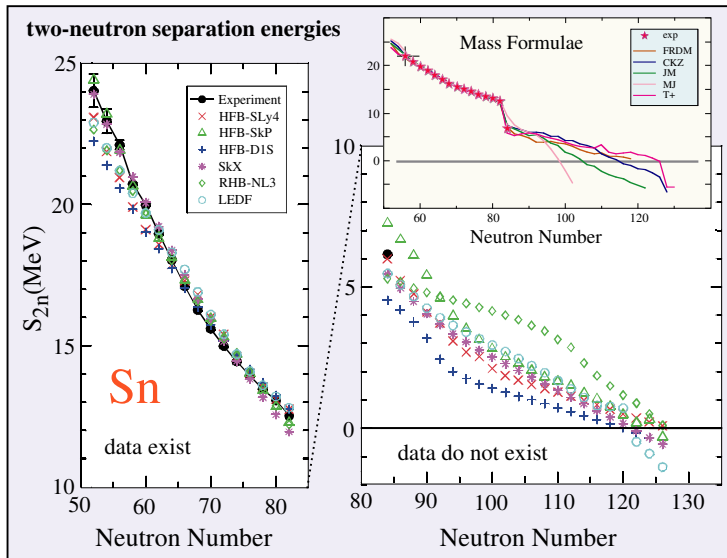 two-neutron separation energies
S2n(MeV)
25
20
15
10
Experiment
HFB-SLy4
HFB-SkP
HFB-D1S
SkX
RHB-NL3
LEDF
Sn
data exist
50 60 70 80
Neutron Number
Mass Formulae
exp
FRDM
CKZ
JM
MJ
T+
20
10
0
60 80 100 120
Neutron Number
10
5
0
data do not exist
80 90 100 110 120 130
Neutron Number